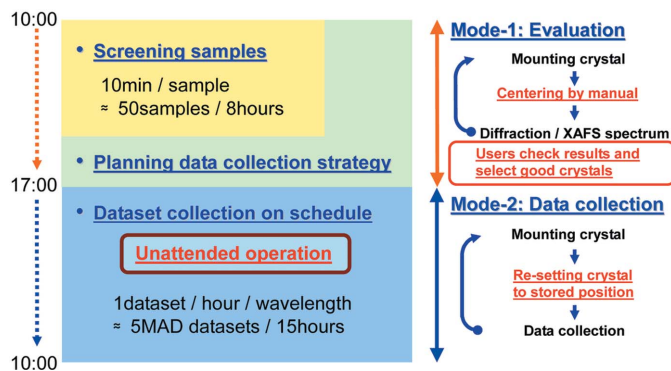 10:00
• Screening samples
10min / sample
≈ 50samples / 8hours
• Planning data collection strategy
17:00
• Dataset collection on schedule
Unattended operation
1dataset / hour / wavelength
≈ 5MAD datasets / 15hours
10:00
Mode-1: Evaluation
Mounting crystal
Centering by manual
Diffraction / XAFS spectrum
Users check results and
select good crystals
Mode-2: Data collection
Mounting crystal
Re-setting crystal
to stored position
Data collection